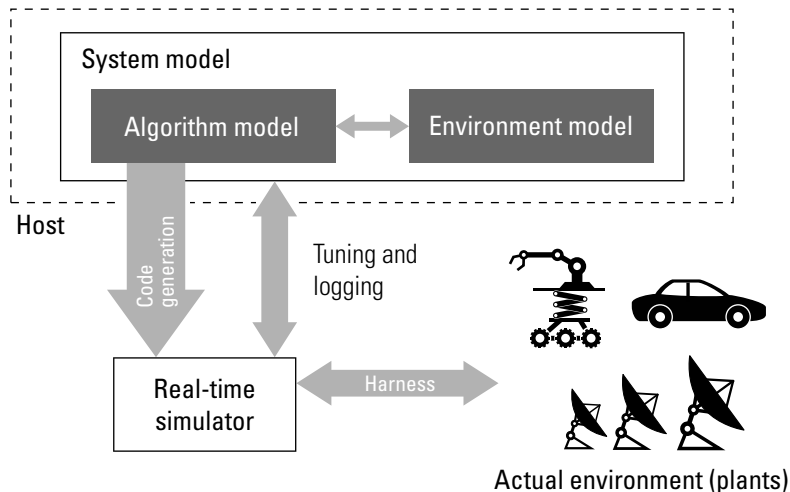 System model
Algorithm model
Environment model
Host
Code
generation
Tuning and
logging
Real-time
simulator
Harness
Actual environment (plants)